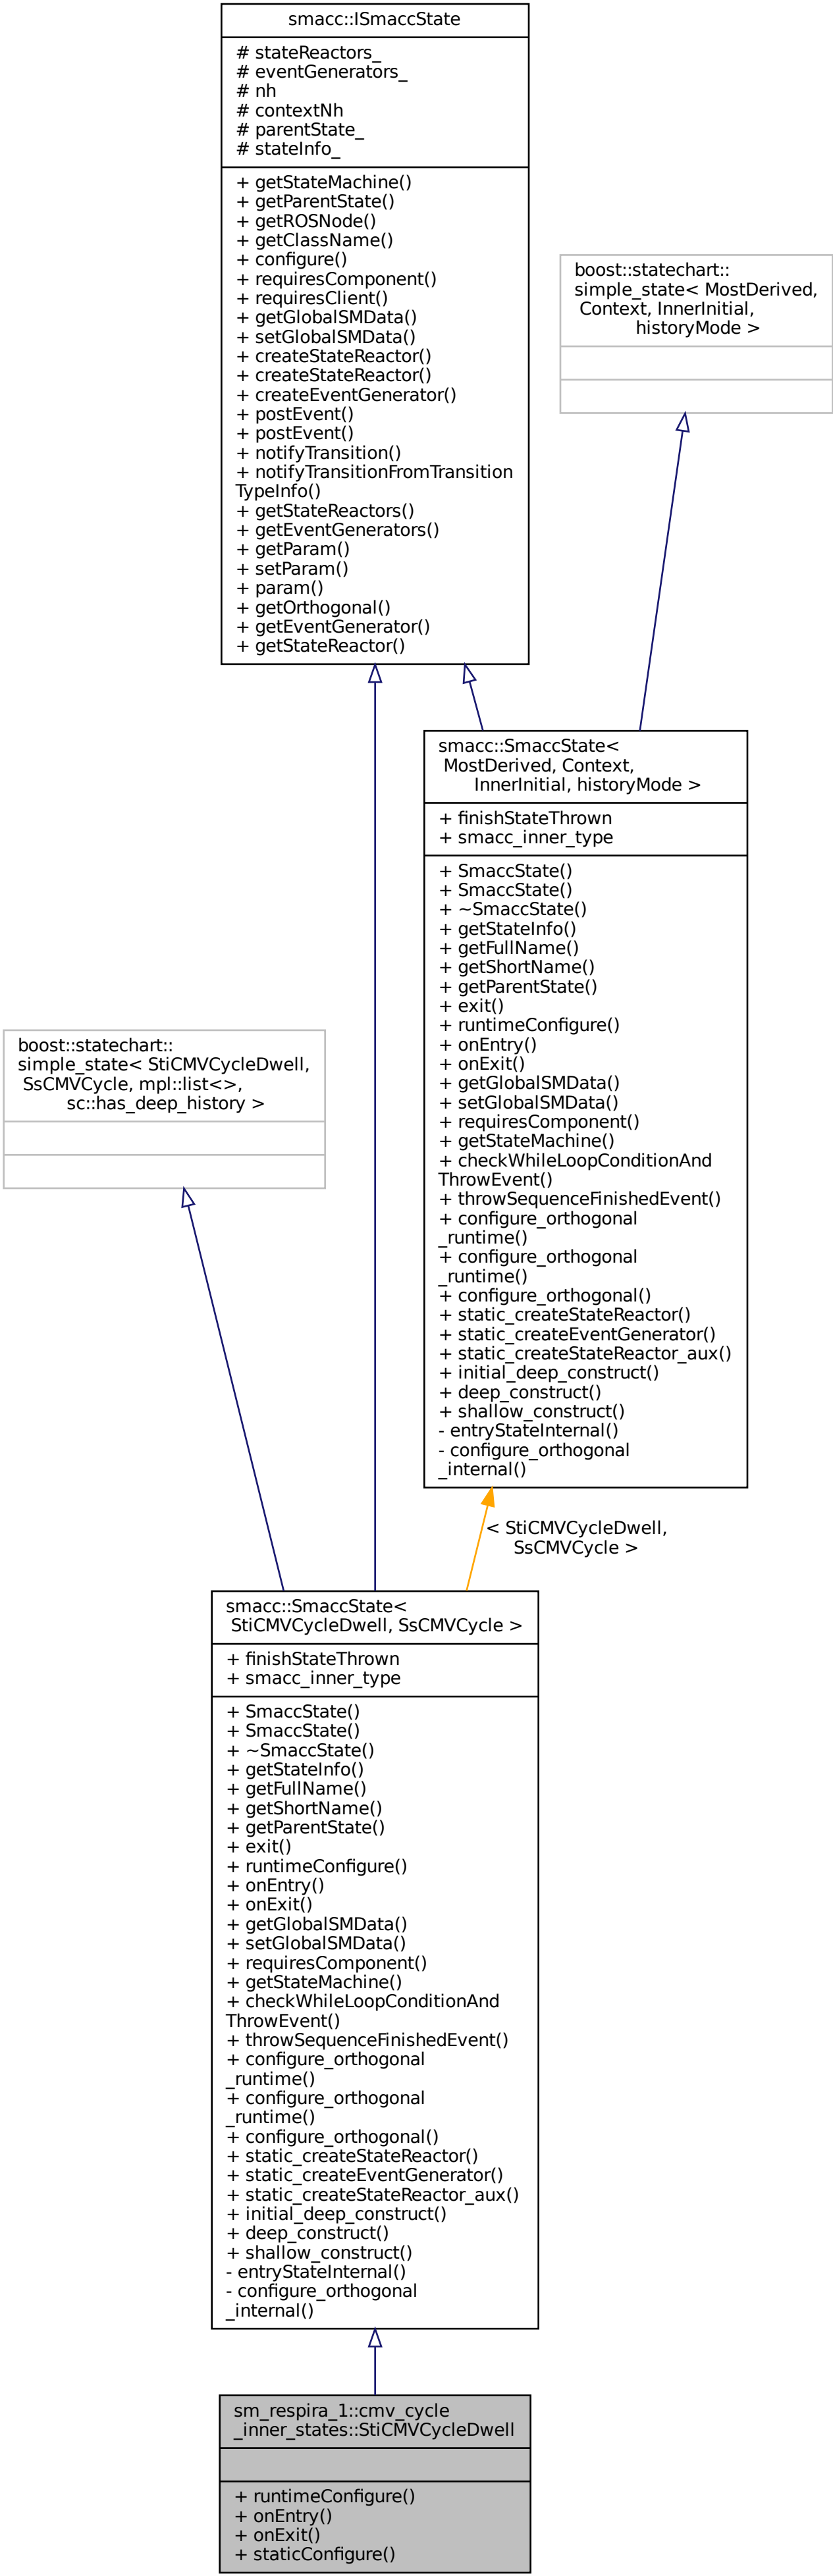 smacc::ISmaccState
# stateReactors_
# eventGenerators_
# nh
# contextNh
# parentState_
# stateInfo_
+ getStateMachine()
+ getParentState()
+ getROSNode()
+ getClassName()
+ configure()
+ requiresComponent()
+ requiresClient()
+ getGlobalSMData()
+ setGlobalSMData()
+ createStateReactor()
+ createStateReactor()
+ createEventGenerator()
+ postEvent()
+ postEvent()
+ notifyTransition()
+ notifyTransitionFromTransition
TypeInfo()
+ getStateReactors()
+ getEventGenerators()
+ getParam()
+ setParam()
+ param()
+ getOrthogonal()
+ getEventGenerator()
+ getStateReactor()
boost::statechart::
simple_state< MostDerived,
Context, InnerInitial,
historyMode >
smacc::SmaccState<
MostDerived, Context,
InnerInitial, historyMode >
+ finishStateThrown
+ smacc_inner_type
+ SmaccState()
+ SmaccState()
+ ~SmaccState()
+ getStateInfo()
+ getFullName()
+ getShortName()
+ getParentState()
+ exit()
+ runtimeConfigure()
+ onEntry()
+ onExit()
+ getGlobalSMData()
+ setGlobalSMData()
+ requiresComponent()
+ getStateMachine()
+ checkWhileLoopConditionAnd
ThrowEvent()
+ throwSequenceFinishedEvent()
+ configure_orthogonal
_runtime()
+ configure_orthogonal
_runtime()
+ configure_orthogonal()
+ static_createStateReactor()
+ static_createEventGenerator()
+ static_createStateReactor_aux()
+ initial_deep_construct()
+ deep_construct()
+ shallow_construct()
- entryStateInternal()
- configure_orthogonal
_internal()
boost::statechart::
simple_state< StiCMVCycleDwell,
SsCMVCycle, mpl::list<>,
sc::has_deep_history >
< StiCMVCycleDwell,
SsCMVCycle >
smacc::SmaccState<
StiCMVCycleDwell, SsCMVCycle >
+ finishStateThrown
+ smacc_inner_type
+ SmaccState()
+ SmaccState()
+ ~SmaccState()
+ getStateInfo()
+ getFullName()
+ getShortName()
+ getParentState()
+ exit()
+ runtimeConfigure()
+ onEntry()
+ onExit()
+ getGlobalSMData()
+ setGlobalSMData()
+ requiresComponent()
+ getStateMachine()
+ checkWhileLoopConditionAnd
ThrowEvent()
+ throwSequenceFinishedEvent()
+ configure_orthogonal
_runtime()
+ configure_orthogonal
_runtime()
+ configure_orthogonal()
+ static_createStateReactor()
+ static_createEventGenerator()
+ static_createStateReactor_aux()
+ initial_deep_construct()
+ deep_construct()
+ shallow_construct()
- entryStateInternal()
- configure_orthogonal
_internal()
sm_respira_1::cmv_cycle
_inner_states::StiCMVCycleDwell
+ runtimeConfigure()
+ onEntry()
+ onExit()
+ staticConfigure()